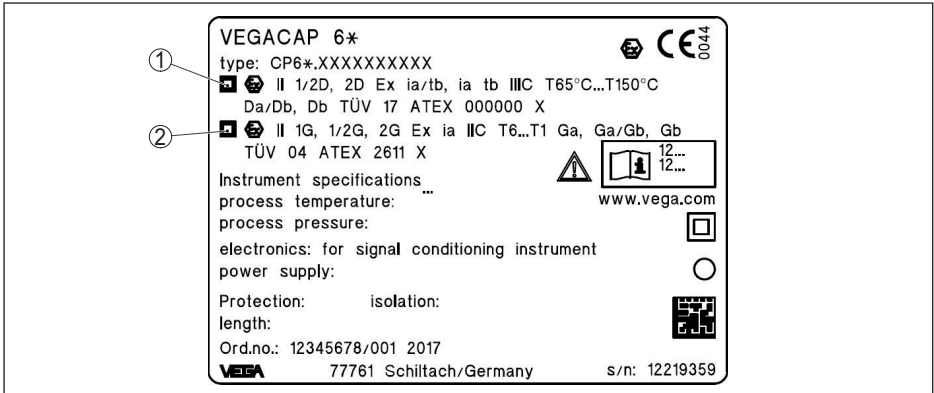 VEGACAP 6*
0044
type: CP6*.XXXXXXXXXX
① II 1/2D, 2D Ex ia/tb, ia tb IIIC T65°C...T150°C
Da/Db, Db TÜV 17 ATEX 000000 X
② II 1G, 1/2G, 2G Ex ia IIC T6...T1 Ga, Ga/Gb, Gb
TÜV 04 ATEX 2611 X
12...
12...
Instrument specifications ...
www.vega.com
process temperature:
process pressure:
electronics: for signal conditioning instrument
power supply:
Protection: isolation:
length:
Ord.no.: 12345678/001 2017
VEGA 77761 Schiltach/Germany s/n: 12219359